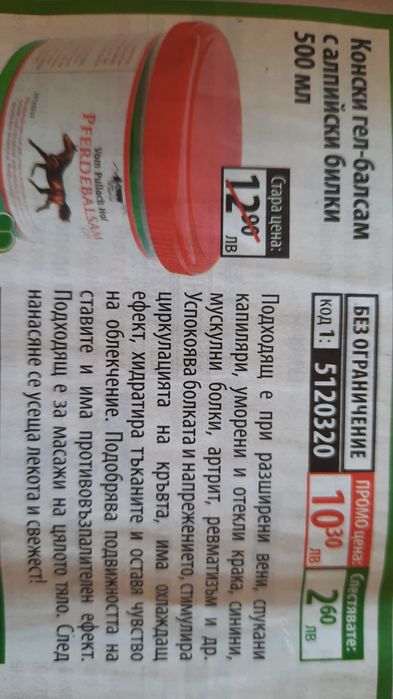 Конски гел-балсам
с алпийски билки
500 мл
Стара цена:
12⁹⁰ ЛВ
Vom Pullach Hof
PFERDEBALSAM
БЕЗ ОГРАНИЧЕНИЕ
код 1: 5120320
ПРОМО цена:
10³⁰ ЛВ
Спестявате:
2⁶⁰ ЛВ
Подходящ е при разширени вени, спукани
капиляри, уморени и отекли крака, синини,
мускулни болки, артрит, ревматизъм и др.
Успокоява болката и напрежението, стимулира
циркулацията на кръвта, има охлаждащ
ефект, хидратира тъканите и оставя чувство
на облекчение. Подобрява подвижността на
ставите и има противовъзпалителен ефект.
Подходящ е за масажи на цялото тяло. След
нанасяне се усеща лекота и свежест!